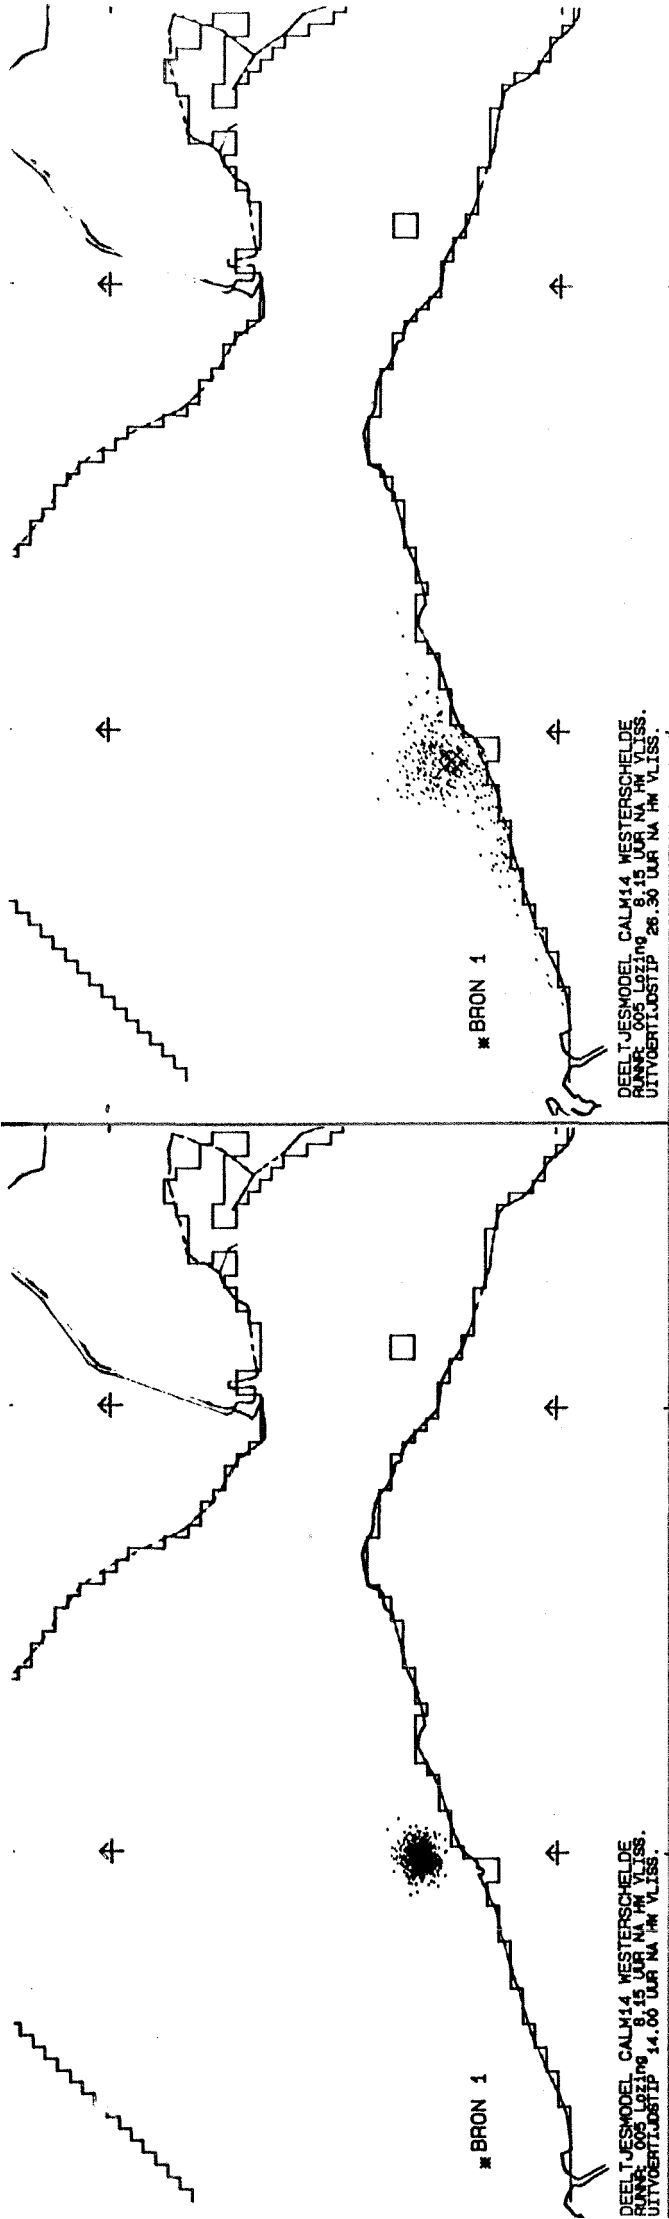 * BRON 1
DEELTJESMODEL CALM14 WESTERSCHELDE
RUNNR: 005 Lozing 8.15 UUR NA HW VLISS.
UITVOERTIJDSTIP 26.30 UUR NA HW VLISS.
* BRON 1
DEELTJESMODEL CALM14 WESTERSCHELDE
RUNNR: 005 Lozing 8.15 UUR NA HW VLISS.
UITVOERTIJDSTIP 14.00 UUR NA HW VLISS.